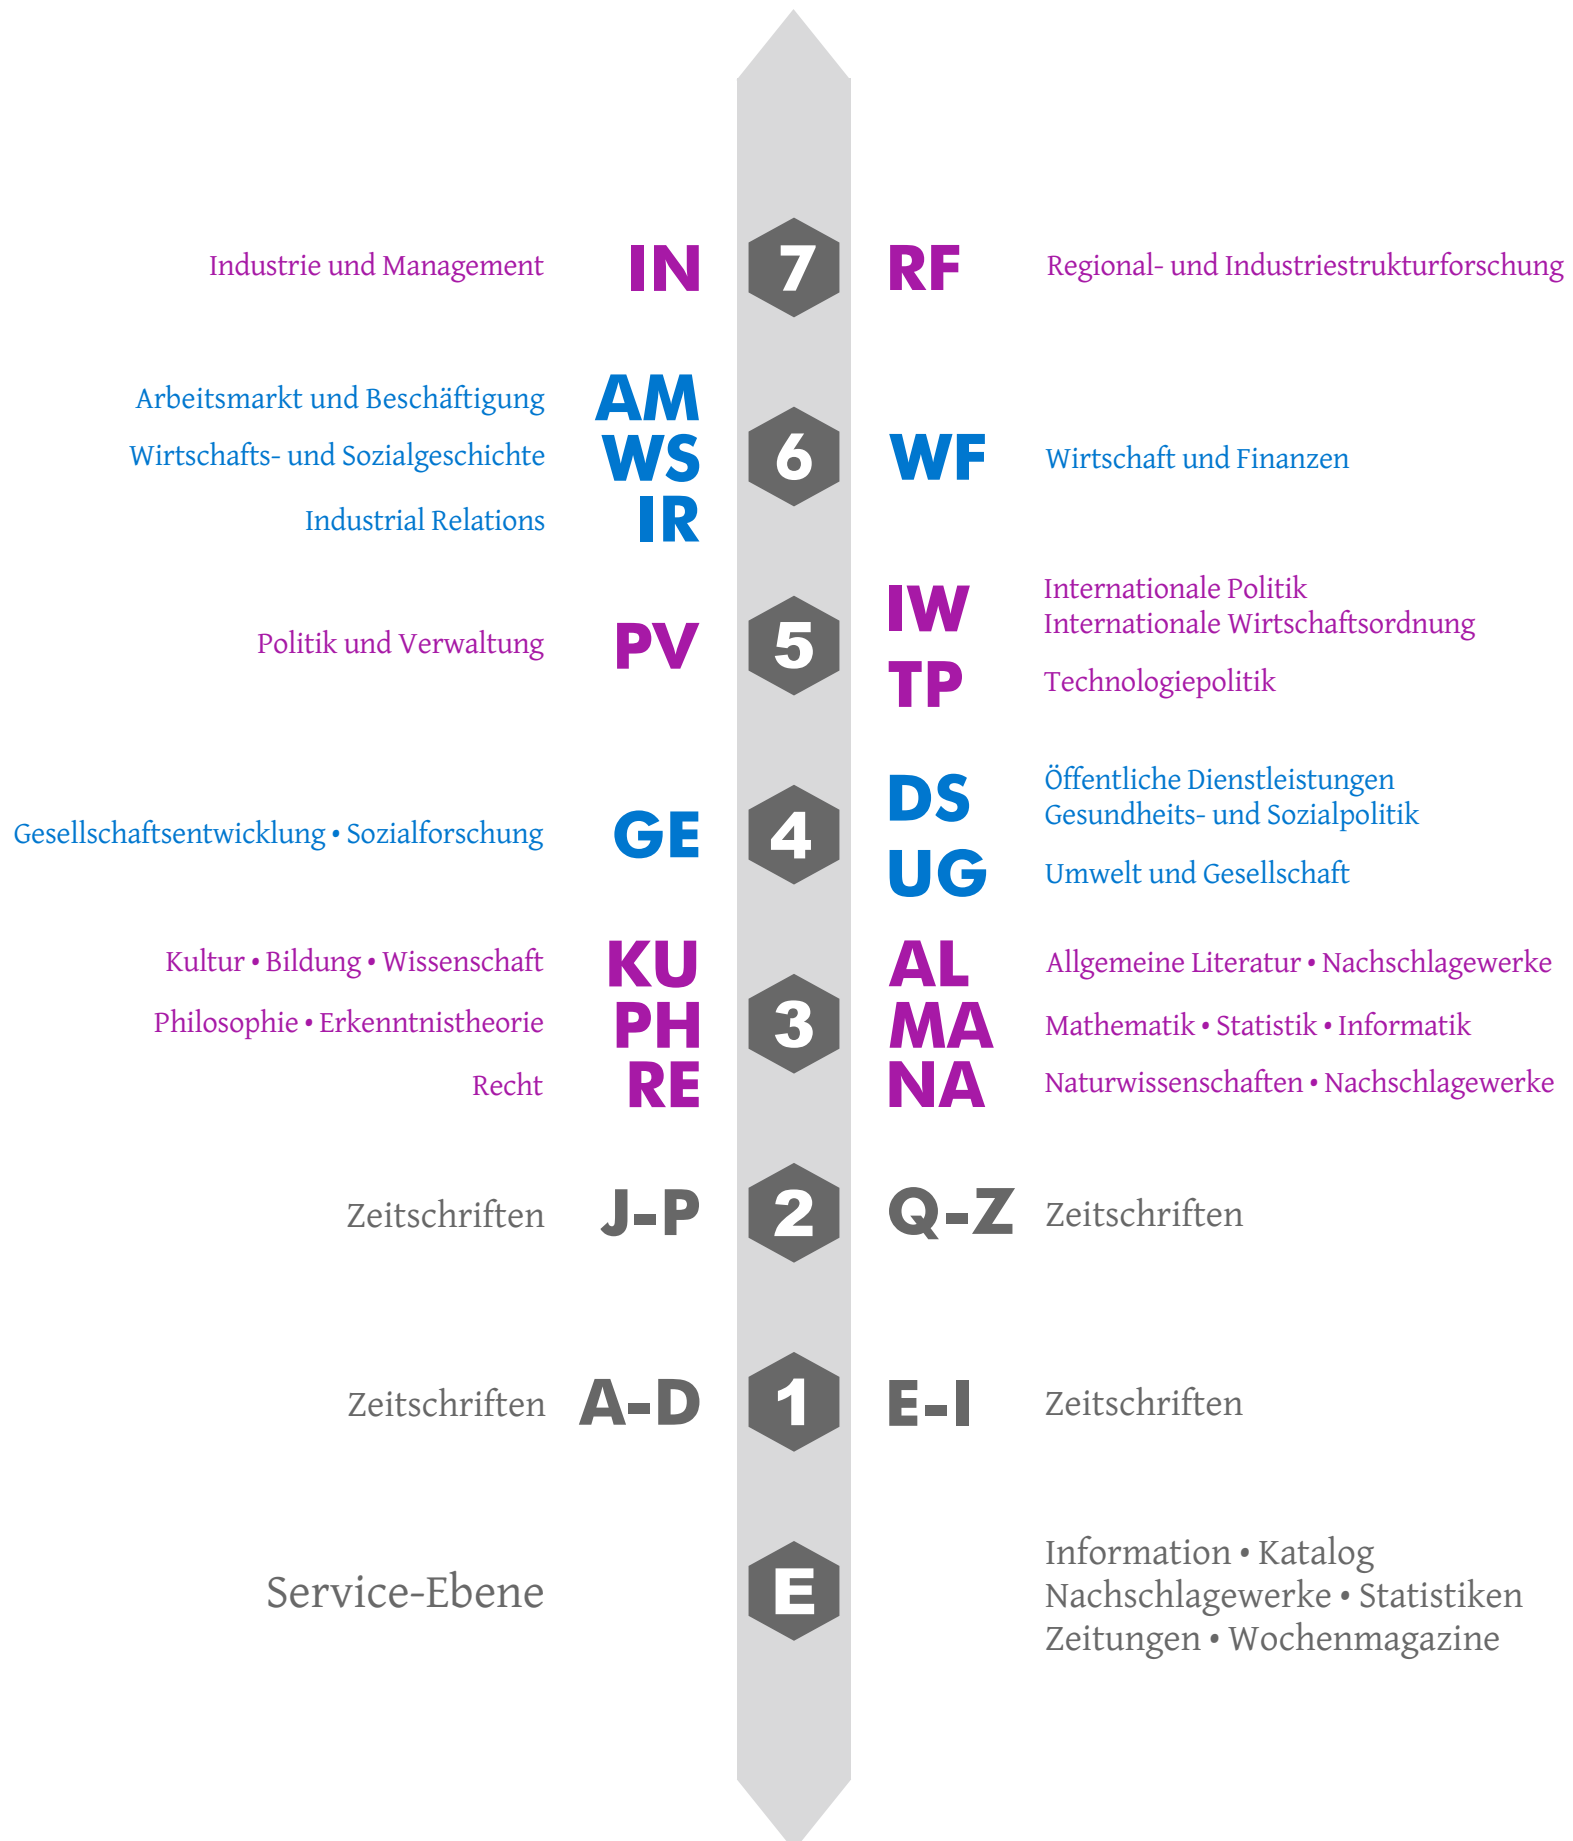 Industrie und Management IN 7 RF Regional- und Industriestrukturforschung
Arbeitsmarkt und Beschäftigung AM
Wirtschafts- und Sozialgeschichte WS 6 WF Wirtschaft und Finanzen
Industrial Relations IR
Politik und Verwaltung PV 5 IW Internationale Politik
Internationale Wirtschaftsordnung
TP Technologiepolitik
Gesellschaftsentwicklung • Sozialforschung GE 4 DS Öffentliche Dienstleistungen
Gesundheits- und Sozialpolitik
UG Umwelt und Gesellschaft
Kultur • Bildung • Wissenschaft KU AL Allgemeine Literatur • Nachschlagewerke
Philosophie • Erkenntnistheorie PH 3 MA Mathematik • Statistik • Informatik
Recht RE NA Naturwissenschaften • Nachschlagewerke
Zeitschriften J-P 2 Q-Z Zeitschriften
Zeitschriften A-D 1 E-I Zeitschriften
Service-Ebene E Information • Katalog
Nachschlagewerke • Statistiken
Zeitungen • Wochenmagazine